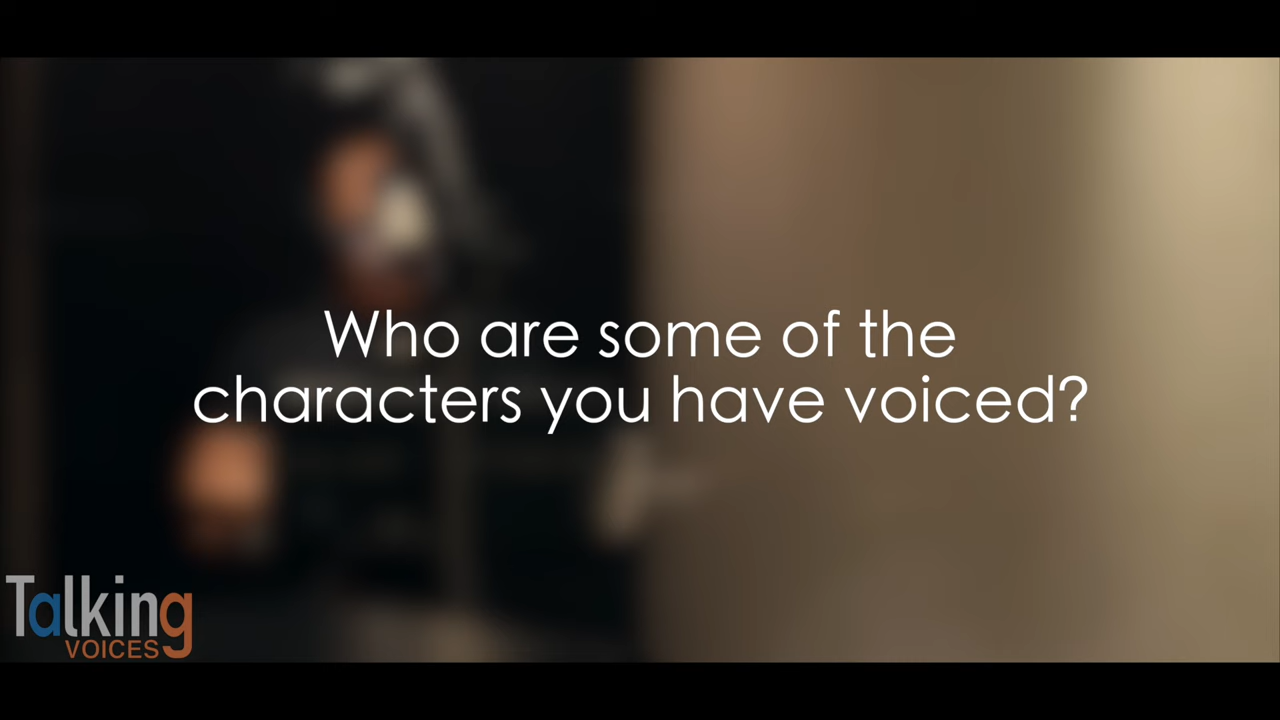 Who are some of the
characters you have voiced?
Talking
VOICES